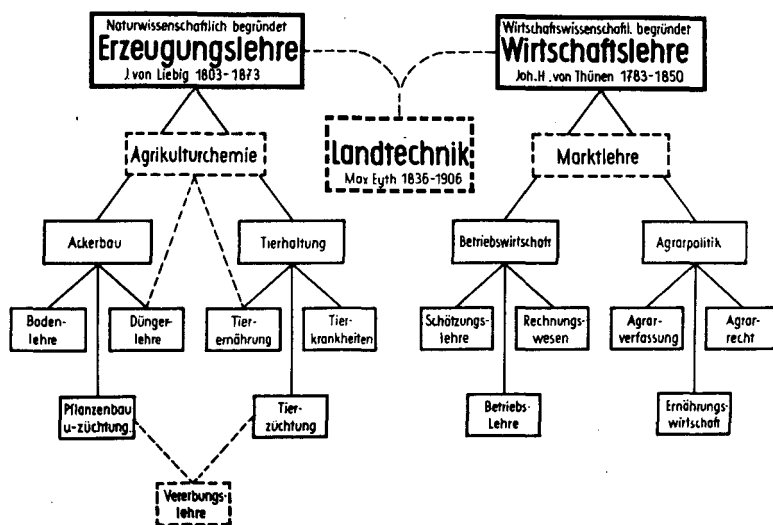 Naturwissenschaftlich begründet
Erzeugungslehre
J. von Liebig 1803-1873
Wirtschaftswissenschaftl. begründet
Wirtschaftslehre
Joh. H. von Thünen 1783-1850
Landtechnik
Max Eyth 1836-1906
Agrikulturchemie
Marktlehre
Ackerbau
Tierhaltung
Betriebswirtschaft
Agrarpolitik
Boden-
lehre
Dünger-
lehre
Tier-
ernährung
Tier-
krankheiten
Schätzungs-
lehre
Rechnungs-
wesen
Agrar-
verfassung
Agrar-
recht
Pflanzenbau
u-züchtung.
Tier-
züchtung
Betriebs-
Lehre
Ernährungs-
wirtschaft
Vererbungs-
lehre